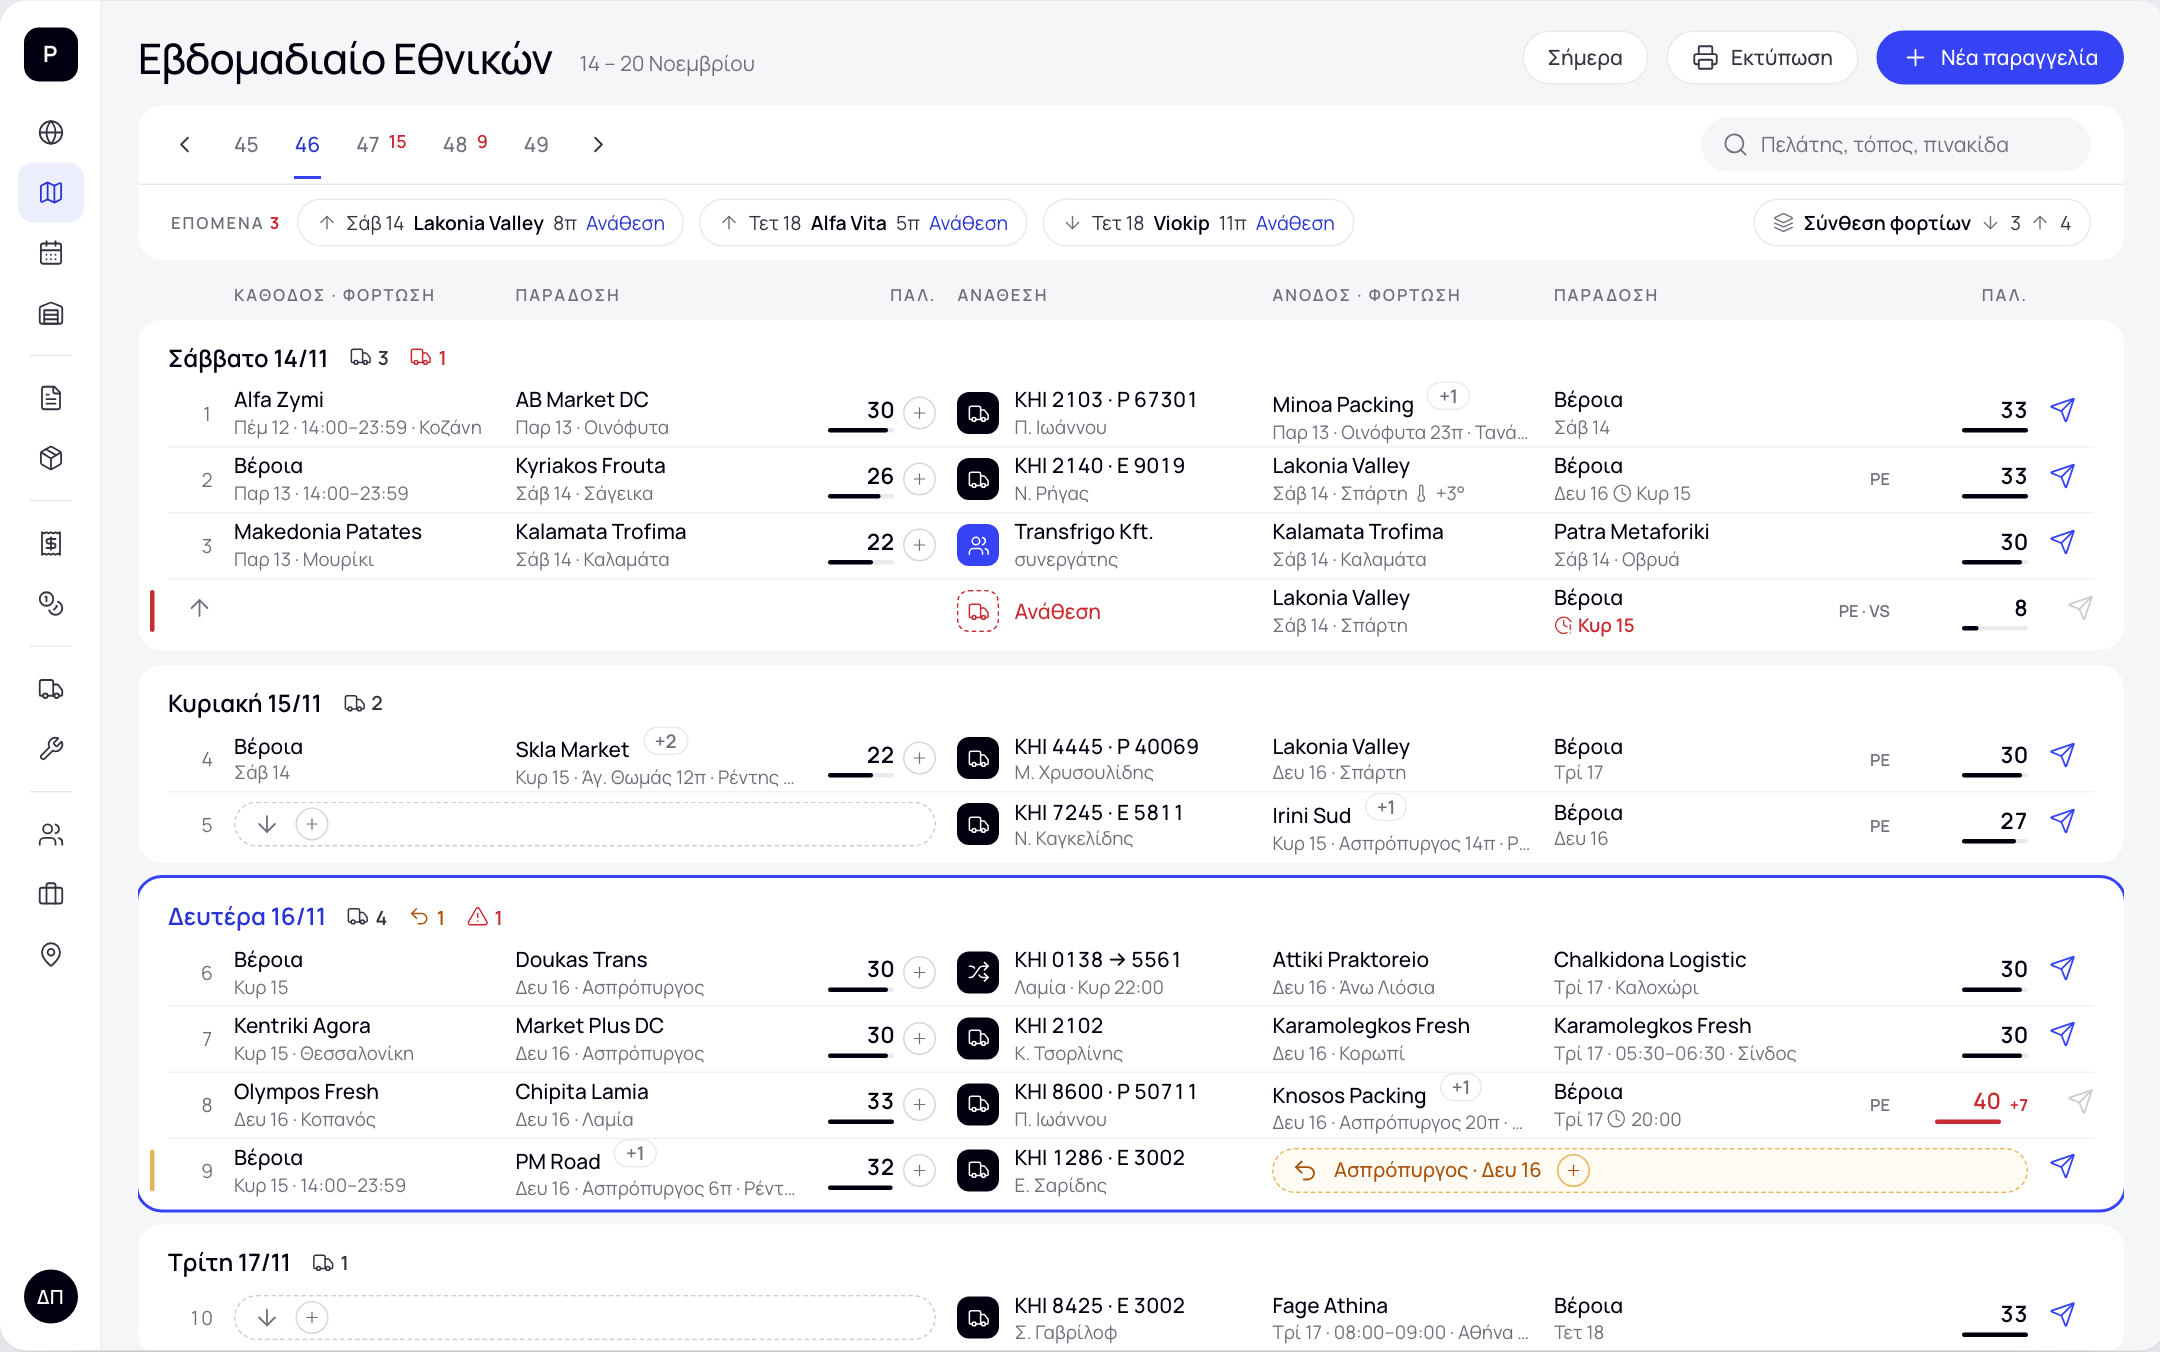 P
Εβδομαδιαίο Εθνικών 14 – 20 Νοεμβρίου
Σήμερα Εκτύπωση Νέα παραγγελία
45 46 47 15 48 9 49
Πελάτης, τόπος, πινακίδα
ΕΠΟΜΕΝΑ 3 Σάβ 14 Lakonia Valley 8π Ανάθεση Τετ 18 Alfa Vita 5π Ανάθεση Τετ 18 Viokip 11π Ανάθεση Σύνθεση φορτίων 3 4
ΚΑΘΟΔΟΣ · ΦΟΡΤΩΣΗ ΠΑΡΑΔΟΣΗ ΠΑΛ. ΑΝΑΘΕΣΗ ΑΝΟΔΟΣ · ΦΟΡΤΩΣΗ ΠΑΡΑΔΟΣΗ ΠΑΛ.
Σάββατο 14/11 3 1
1 Alfa Zymi AB Market DC 30 KHI 2103 · P 67301 Minoa Packing +1 Βέροια 33
Πέμ 12 · 14:00–23:59 · Κοζάνη Παρ 13 · Οινόφυτα Π. Ιωάννου Παρ 13 · Οινόφυτα 23π · Τανά... Σάβ 14
2 Βέροια Kyriakos Frouta 26 KHI 2140 · E 9019 Lakonia Valley Βέροια PE 33
Παρ 13 · 14:00–23:59 Σάβ 14 · Σάγεικα Ν. Ρήγας Σάβ 14 · Σπάρτη +3° Δευ 16 Κυρ 15
3 Makedonia Patates Kalamata Trofima 22 Transfrigo Kft. Kalamata Trofima Patra Metaforiki 30
Παρ 13 · Μουρίκι Σάβ 14 · Καλαμάτα συνεργάτης Σάβ 14 · Καλαμάτα Σάβ 14 · Οβρυά
Ανάθεση Lakonia Valley Βέροια PE · VS 8
Σάβ 14 · Σπάρτη Κυρ 15
Κυριακή 15/11 2
4 Βέροια Skla Market +2 22 KHI 4445 · P 40069 Lakonia Valley Βέροια PE 30
Σάβ 14 Κυρ 15 · Άγ. Θωμάς 12π · Ρέντης ... Μ. Χρυσουλίδης Δευ 16 · Σπάρτη Τρί 17
5 KHI 7245 · E 5811 Irini Sud +1 Βέροια PE 27
Ν. Καγκελίδης Κυρ 15 · Ασπρόπυργος 14π · Ρ... Δευ 16
Δευτέρα 16/11 4 1 1
6 Βέροια Doukas Trans 30 KHI 0138 → 5561 Attiki Praktoreio Chalkidona Logistic 30
Κυρ 15 Δευ 16 · Ασπρόπυργος Λαμία · Κυρ 22:00 Δευ 16 · Άνω Λιόσια Τρί 17 · Καλοχώρι
7 Kentriki Agora Market Plus DC 30 KHI 2102 Karamolegkos Fresh Karamolegkos Fresh 30
Κυρ 15 · Θεσσαλονίκη Δευ 16 · Ασπρόπυργος Κ. Τσορλίνης Δευ 16 · Κορωπί Τρί 17 · 05:30–06:30 · Σίνδος
8 Olympos Fresh Chipita Lamia 33 KHI 8600 · P 50711 Knosos Packing +1 Βέροια PE 40 +7
Δευ 16 · Κοπανός Δευ 16 · Λαμία Π. Ιωάννου Δευ 16 · Ασπρόπυργος 20π · ... Τρί 17 20:00
9 Βέροια PM Road +1 32 KHI 1286 · E 3002 Ασπρόπυργος · Δευ 16
Κυρ 15 · 14:00–23:59 Δευ 16 · Ασπρόπυργος 6π · Ρέντ... Ε. Σαρίδης
Τρίτη 17/11 1
10 KHI 8425 · E 3002 Fage Athina Βέροια 33
Σ. Γαβρίλοφ Τρί 17 · 08:00–09:00 · Αθήνα ... Τετ 18
ΔΠ